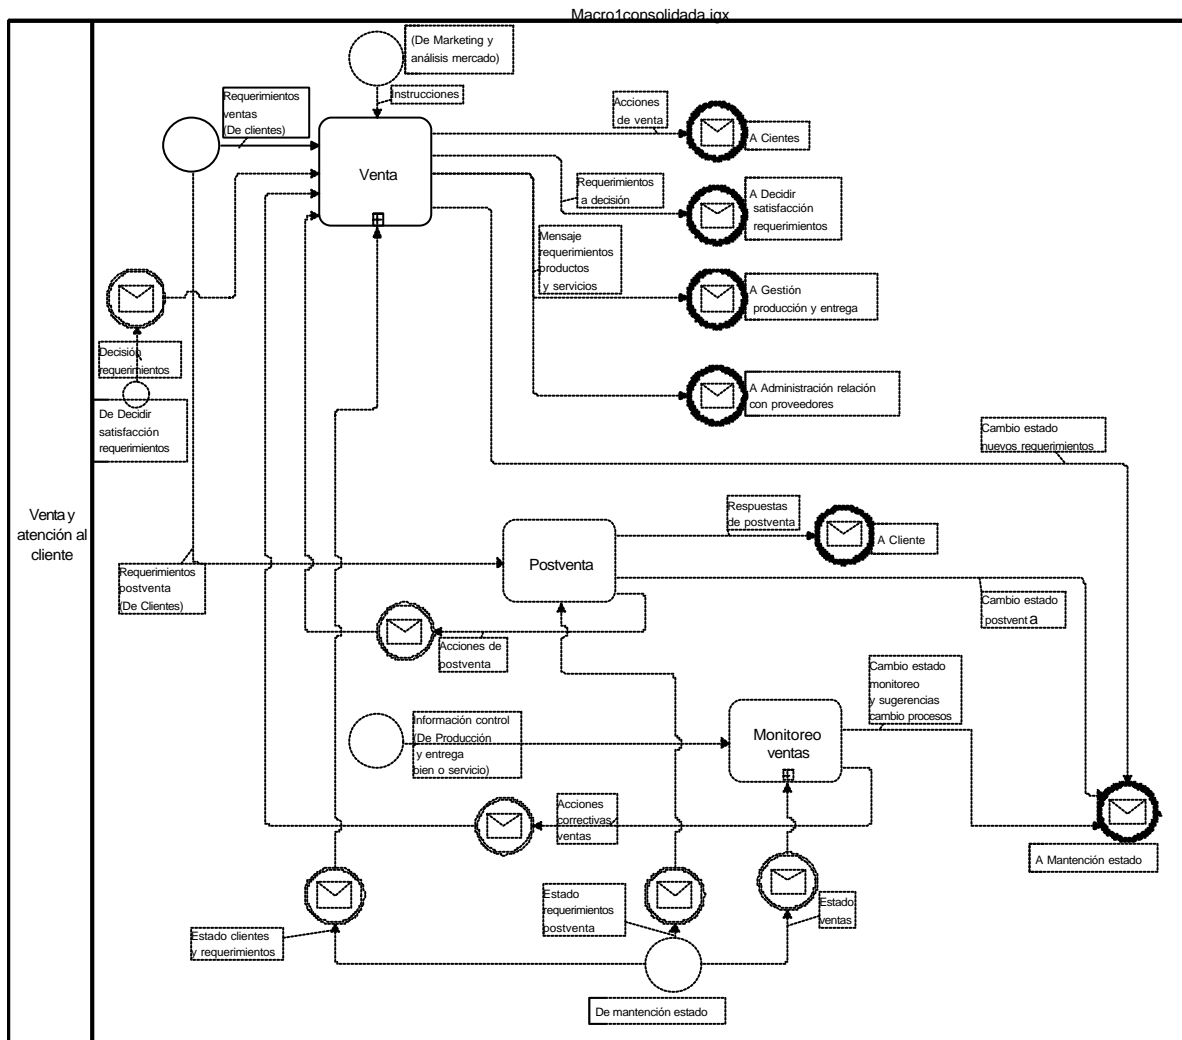 Macro1consolidada.igx
(De Marketing y
análisis mercado)
Instrucciones
Requerimientos
ventas
(De clientes)
Venta
Acciones
de venta
A Cientes
Requerimientos
a decisión
A Decidir
satisfacción
requerimientos
Mensaje
requerimientos
productos
y servicios
A Gestión
producción y entrega
Decisión
requerimientos
De Decidir
satisfacción
requerimientos
A Administración relación
con proveedores
Cambio estado
nuevos requerimientos
Venta y
atención al
cliente
Respuestas
de postventa
A Cliente
Postventa
Requerimientos
postventa
(De Clientes)
Cambio estado
postventa
Acciones de
postventa
Cambio estado
monitoreo
y sugerencias
cambio procesos
Información control
(De Producción
y entrega
bien o servicio)
Monitoreo
ventas
Acciones
correctivas
ventas
A Mantención estado
Estado clientes
y requerimientos
Estado
requerimientos
postventa
Estado
ventas
De mantención estado